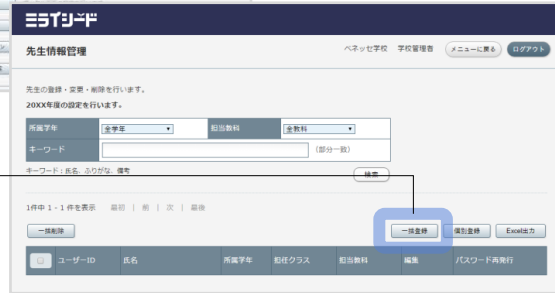 ミライシード
先生情報管理
ベネッセ学校 学校管理者 メニューに戻る ログアウト
先生の登録・変更・削除を行います。
20XX年度の設定を行います。
所属学年 全学年 担当教科 全教科
キーワード (部分一致)
キーワード：氏名、ふりがな、備考 検索
1件中 1 - 1 件を表示 最初 | 前 | 次 | 最後
一括削除 一括登録 個別登録 Excel出力
ユーザーID 氏名 所属学年 担任クラス 担当教科 編集 パスワード再発行